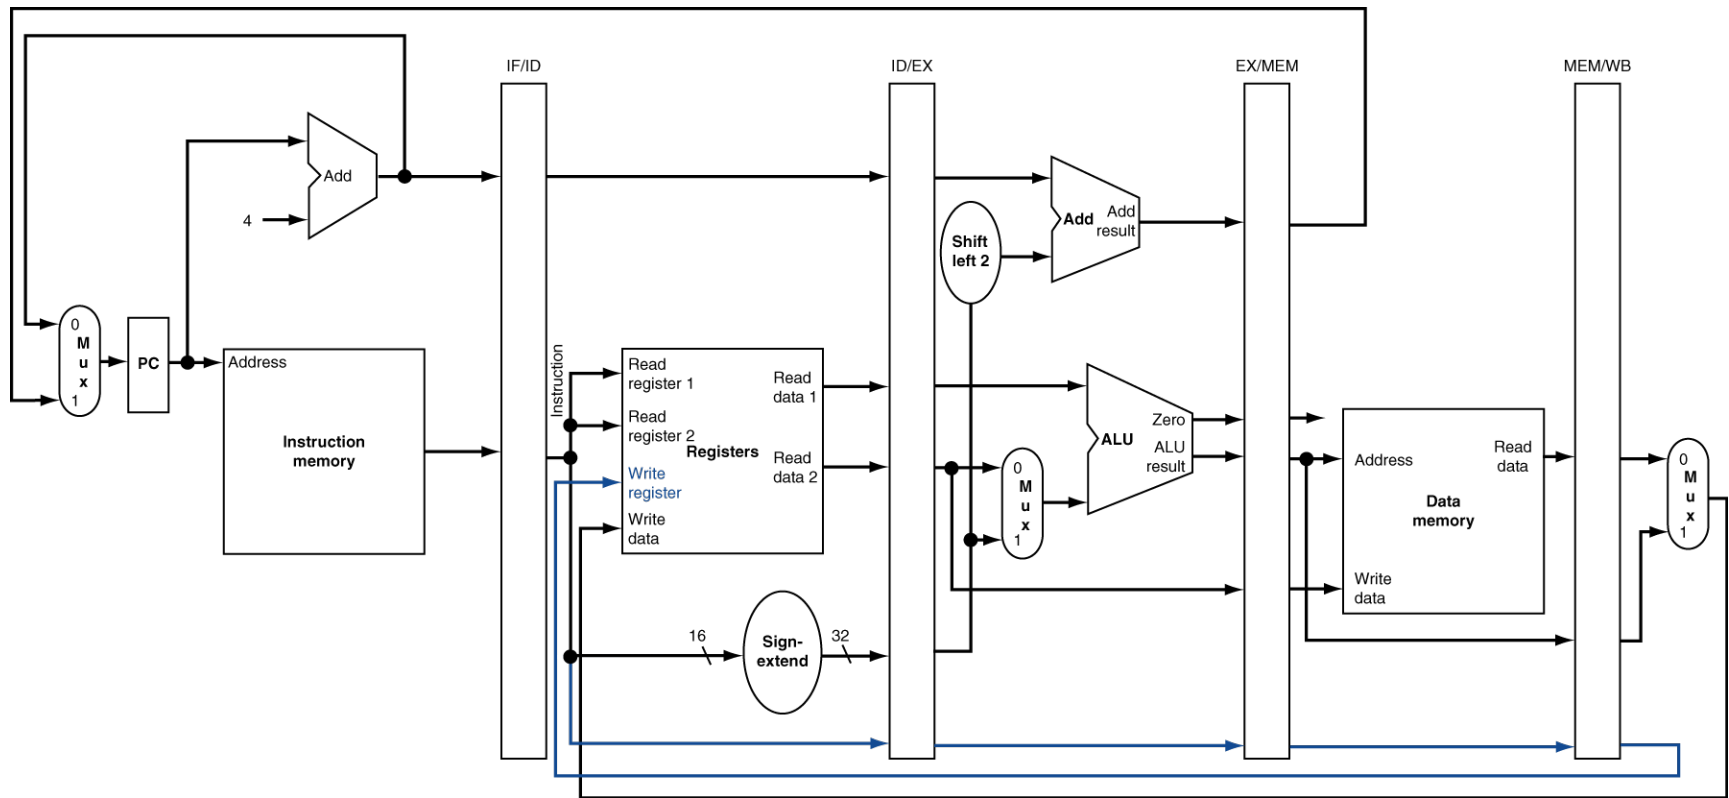 IF/ID
ID/EX
EX/MEM
MEM/WB
Add
4
Add
Add
result
Shift
left 2
0
M
u
x
1
PC
Address
Instruction
memory
Instruction
Read
register 1
Read
register 2
Write
register
Write
data
Registers
Read
data 1
Read
data 2
16
Sign-
extend
32
0
M
u
x
1
ALU
Zero
ALU
result
Address
Read
data
Data
memory
Write
data
0
M
u
x
1